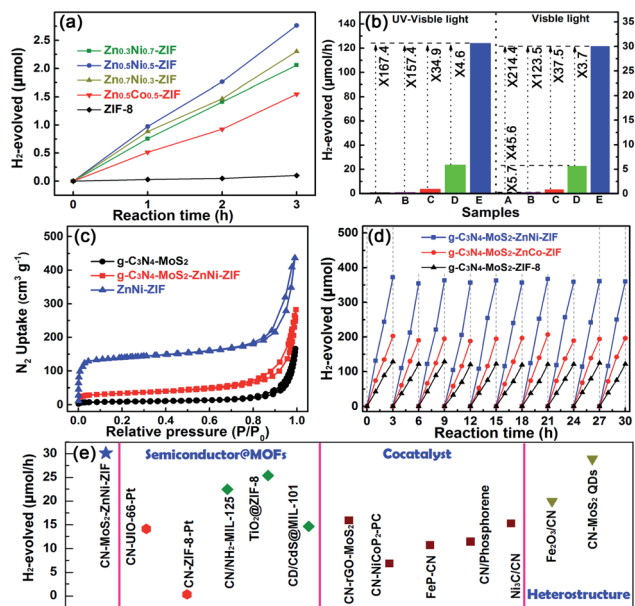 (a)
Zn0.3Ni0.7-ZIF
Zn0.5Ni0.5-ZIF
Zn0.7Ni0.3-ZIF
Zn0.5Co0.5-ZIF
ZIF-8
H2-evolved (μmol)
2.5
2.0
1.5
1.0
0.5
0.0
0 1 2 3
Reaction time (h)
(b)
UV-Visible light
Visble light
H2-evolved (μmol/h)
140
120
100
80
60
40
20
0
X167.4
X157.4
X34.9
X4.6
X214.4
X123.5
X37.5
X3.7
X5.7
X45.6
35
30
25
20
15
10
5
0
A B C D E A B C D E
Samples
(c)
g-C3N4-MoS2
g-C3N4-MoS2-ZnNi-ZIF
ZnNi-ZIF
N2 Uptake (cm3 g-1)
500
400
300
200
100
0
0.0 0.2 0.4 0.6 0.8 1.0
Relative pressure (P/P0)
(d)
g-C3N4-MoS2-ZnNi-ZIF
g-C3N4-MoS2-ZnCo-ZIF
g-C3N4-MoS2-ZIF-8
H2-evolved (μmol)
600
500
400
300
200
100
0
0 3 6 9 12 15 18 21 24 27 30
Reaction time (h)
(e)
H2-evolved (μmol/h)
30
25
20
15
10
5
0
CN-MoS2-ZnNi-ZIF
Semiconductor@MOFs
CN-UIO-66-Pt
CN-ZIF-8-Pt
CN/NH2-MIL-125
TiO2@ZIF-8
CD/CdS@MIL-101
Cocatalyst
CN-rGO-MoS2
CN-NiCoP2-PC
FeP-CN
CN/Phosphorene
Ni3C/CN
Fe2O3/CN
CN-MoS2 QDs
Heterostructure